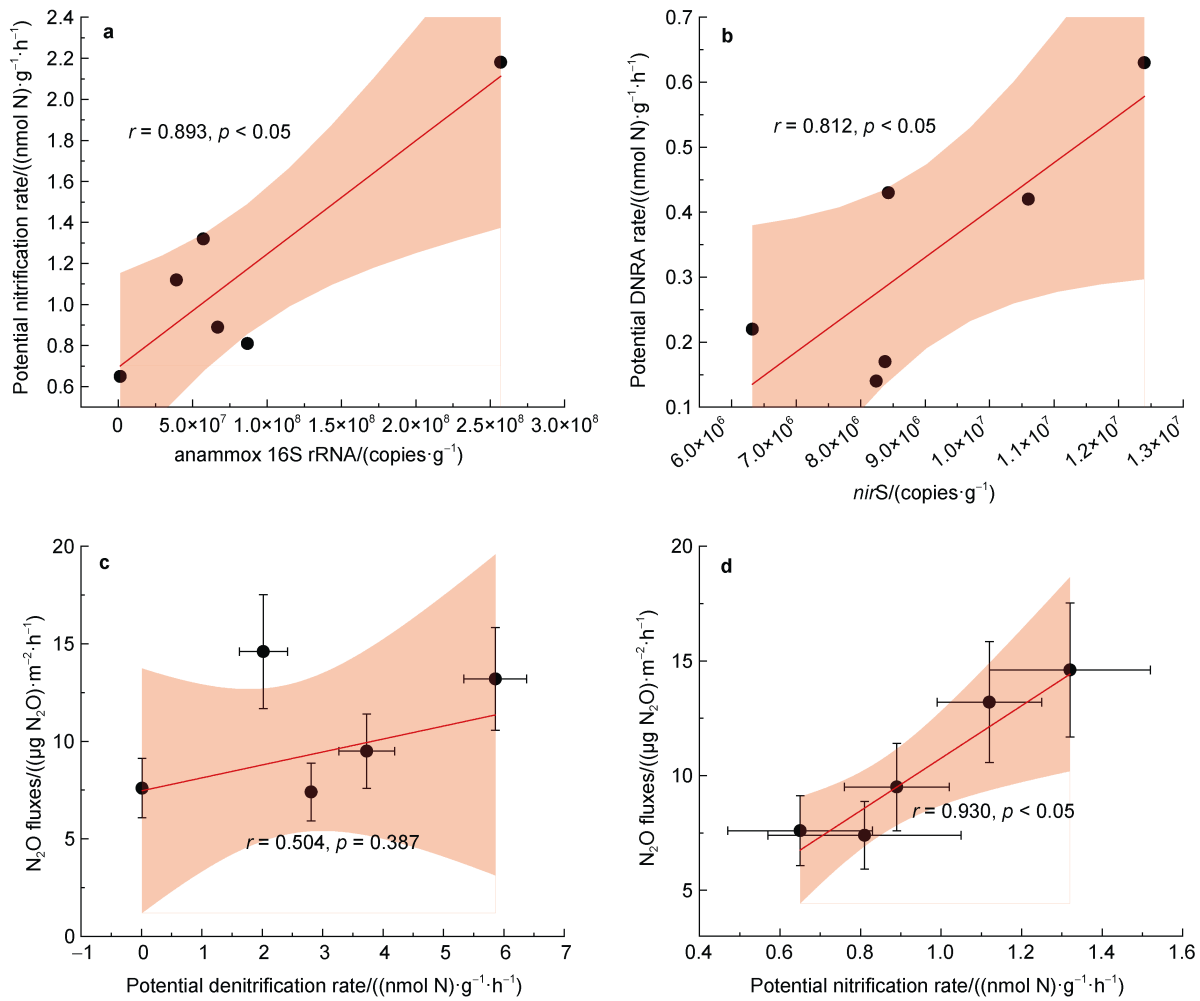 a
Potential nitrification rate/((nmol N)·g⁻¹·h⁻¹)
2.4
2.2
2.0
1.8
1.6
1.4
1.2
1.0
0.8
0.6
r = 0.893, p < 0.05
0 5.0×10⁷ 1.0×10⁸ 1.5×10⁸ 2.0×10⁸ 2.5×10⁸ 3.0×10⁸
anammox 16S rRNA/(copies·g⁻¹)
b
Potential DNRA rate/((nmol N)·g⁻¹·h⁻¹)
0.7
0.6
0.5
0.4
0.3
0.2
0.1
r = 0.812, p < 0.05
6.0×10⁶ 7.0×10⁶ 8.0×10⁶ 9.0×10⁶ 1.0×10⁷ 1.1×10⁷ 1.2×10⁷ 1.3×10⁷
nirS/(copies·g⁻¹)
c
N₂O fluxes/((μg N₂O)·m⁻²·h⁻¹)
20
15
10
5
0
r = 0.504, p = 0.387
−1 0 1 2 3 4 5 6 7
Potential denitrification rate/((nmol N)·g⁻¹·h⁻¹)
d
N₂O fluxes/((μg N₂O)·m⁻²·h⁻¹)
20
15
10
5
r = 0.930, p < 0.05
0.4 0.6 0.8 1.0 1.2 1.4 1.6
Potential nitrification rate/((nmol N)·g⁻¹·h⁻¹)